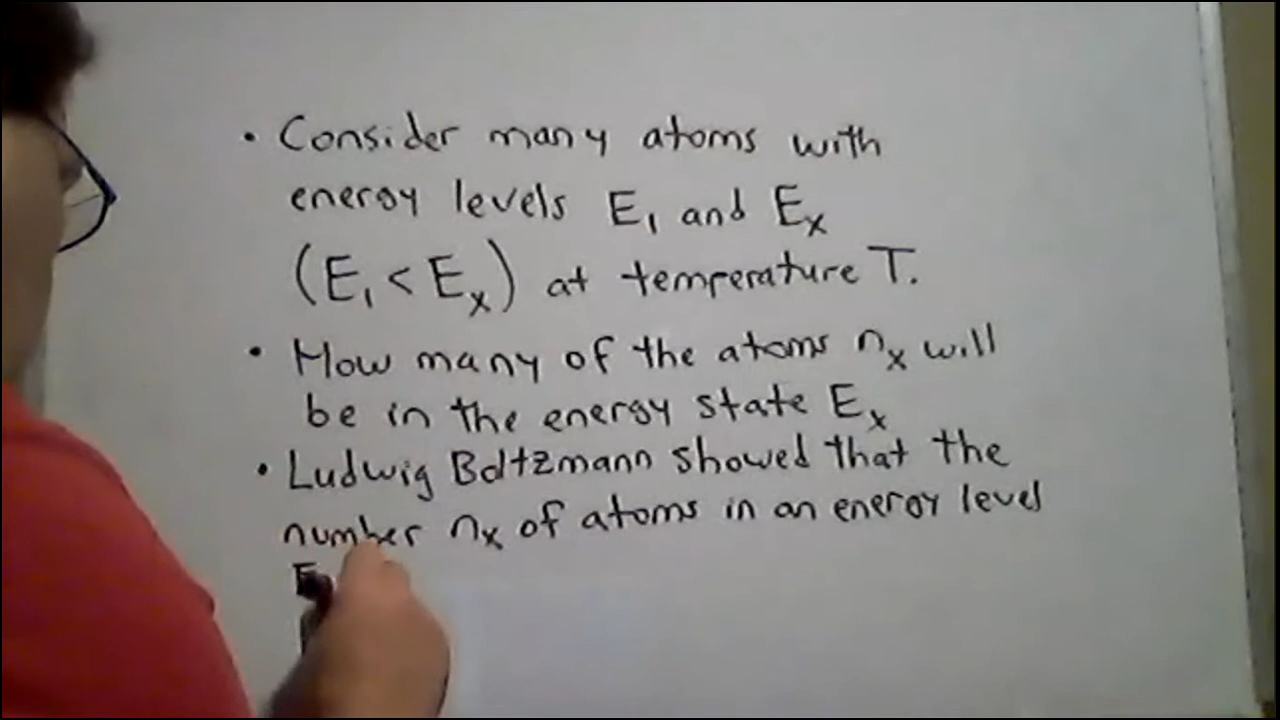 • Consider many atoms with
energy levels E₁ and Eₓ
(E₁ < Eₓ) at temperature T.
• How many of the atoms nₓ will
be in the energy state Eₓ
• Ludwig Boltzmann showed that the
number nₓ of atoms in an energy level
E